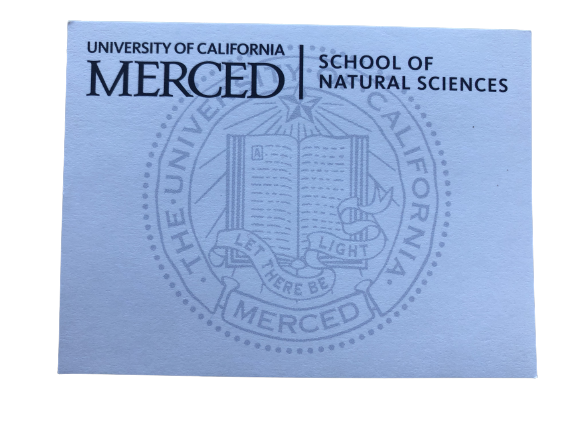 UNIVERSITY OF CALIFORNIA
MERCED
SCHOOL OF
NATURAL SCIENCES
· THE · UNIVERSITY · OF · CALIFORNIA ·
A
LET THERE BE LIGHT
MERCED